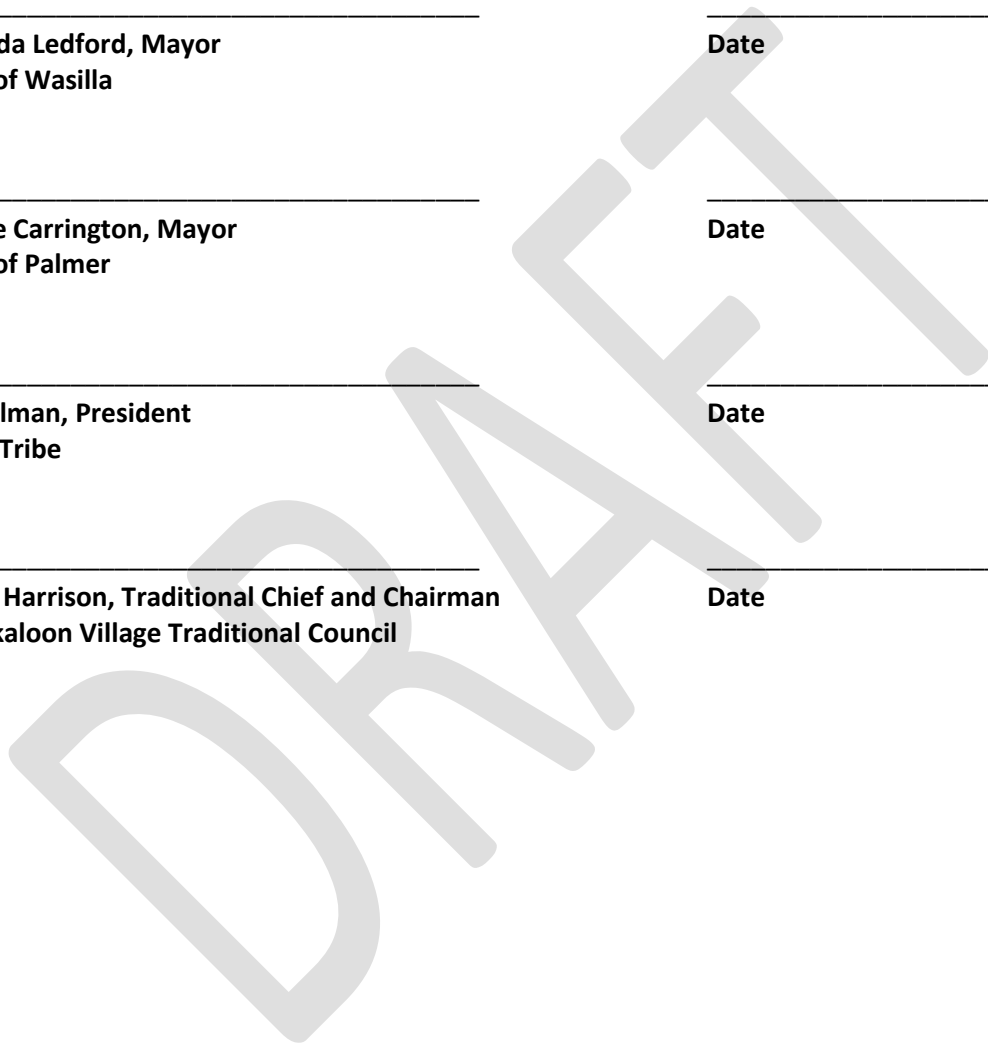 da Ledford, Mayor Date
of Wasilla
e Carrington, Mayor Date
of Palmer
lman, President Date
Tribe
Harrison, Traditional Chief and Chairman Date
kaloon Village Traditional Council
DRAFT